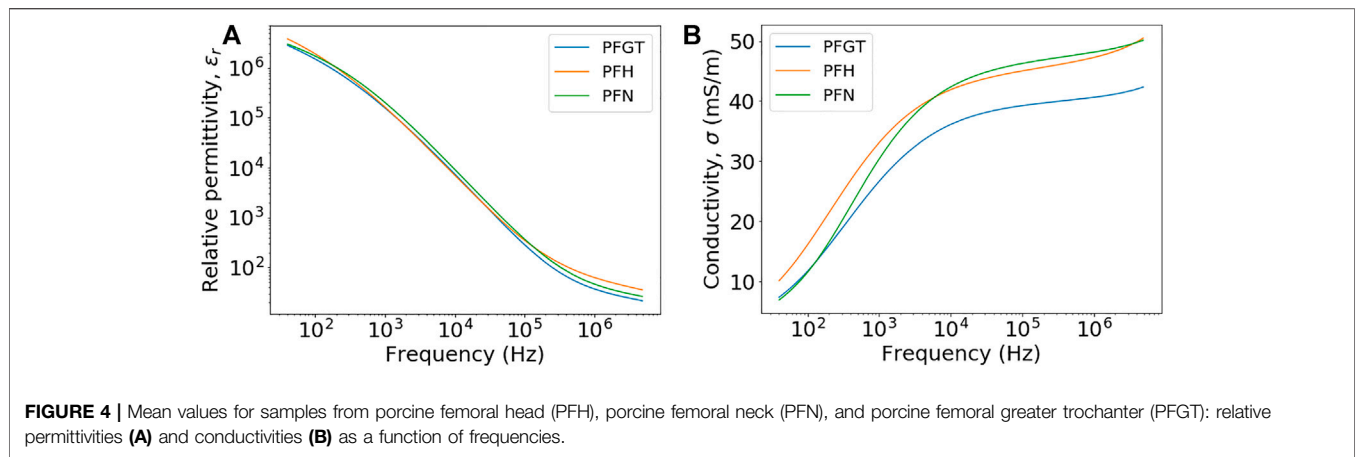 A
Relative permittivity, εr
10^6
10^5
10^4
10^3
10^2
PFGT
PFH
PFN
10^2 10^3 10^4 10^5 10^6
Frequency (Hz)
B
Conductivity, σ (mS/m)
50
40
30
20
10
PFGT
PFH
PFN
10^2 10^3 10^4 10^5 10^6
Frequency (Hz)
FIGURE 4 | Mean values for samples from porcine femoral head (PFH), porcine femoral neck (PFN), and porcine femoral greater trochanter (PFGT): relative
permittivities (A) and conductivities (B) as a function of frequencies.